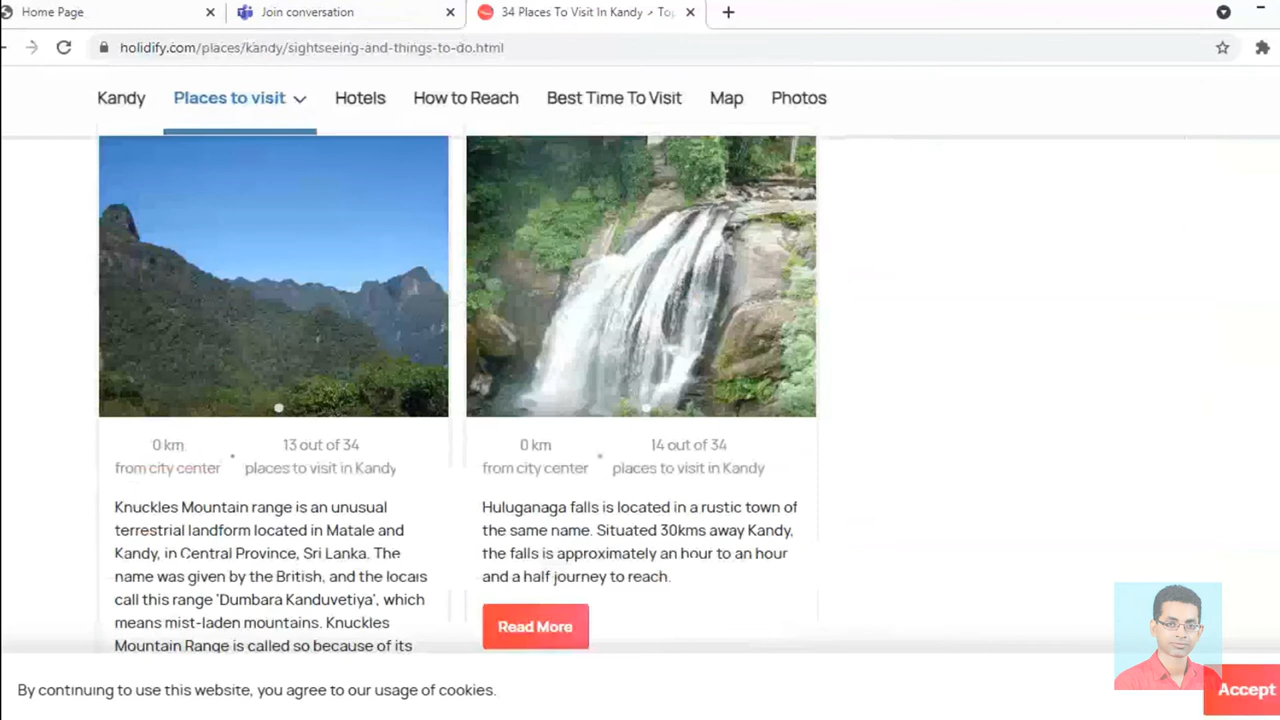 Home Page
Join conversation
34 Places To Visit In Kandy
holidify.com/places/kandy/sightseeing-and-things-to-do.html
Kandy Places to visit Hotels How to Reach Best Time To Visit Map Photos
0 km
from city center
13 out of 34
places to visit in Kandy
Knuckles Mountain range is an unusual
terrestrial landform located in Matale and
Kandy, in Central Province, Sri Lanka. The
name was given by the British, and the locals
call this range 'Dumbara Kanduvetiya', which
means mist-laden mountains. Knuckles
Mountain Range is called so because of its
0 km
from city center
14 out of 34
places to visit in Kandy
Huluganaga falls is located in a rustic town of
the same name. Situated 30kms away Kandy,
the falls is approximately an hour to an hour
and a half journey to reach.
Read More
By continuing to use this website, you agree to our usage of cookies.
Accept